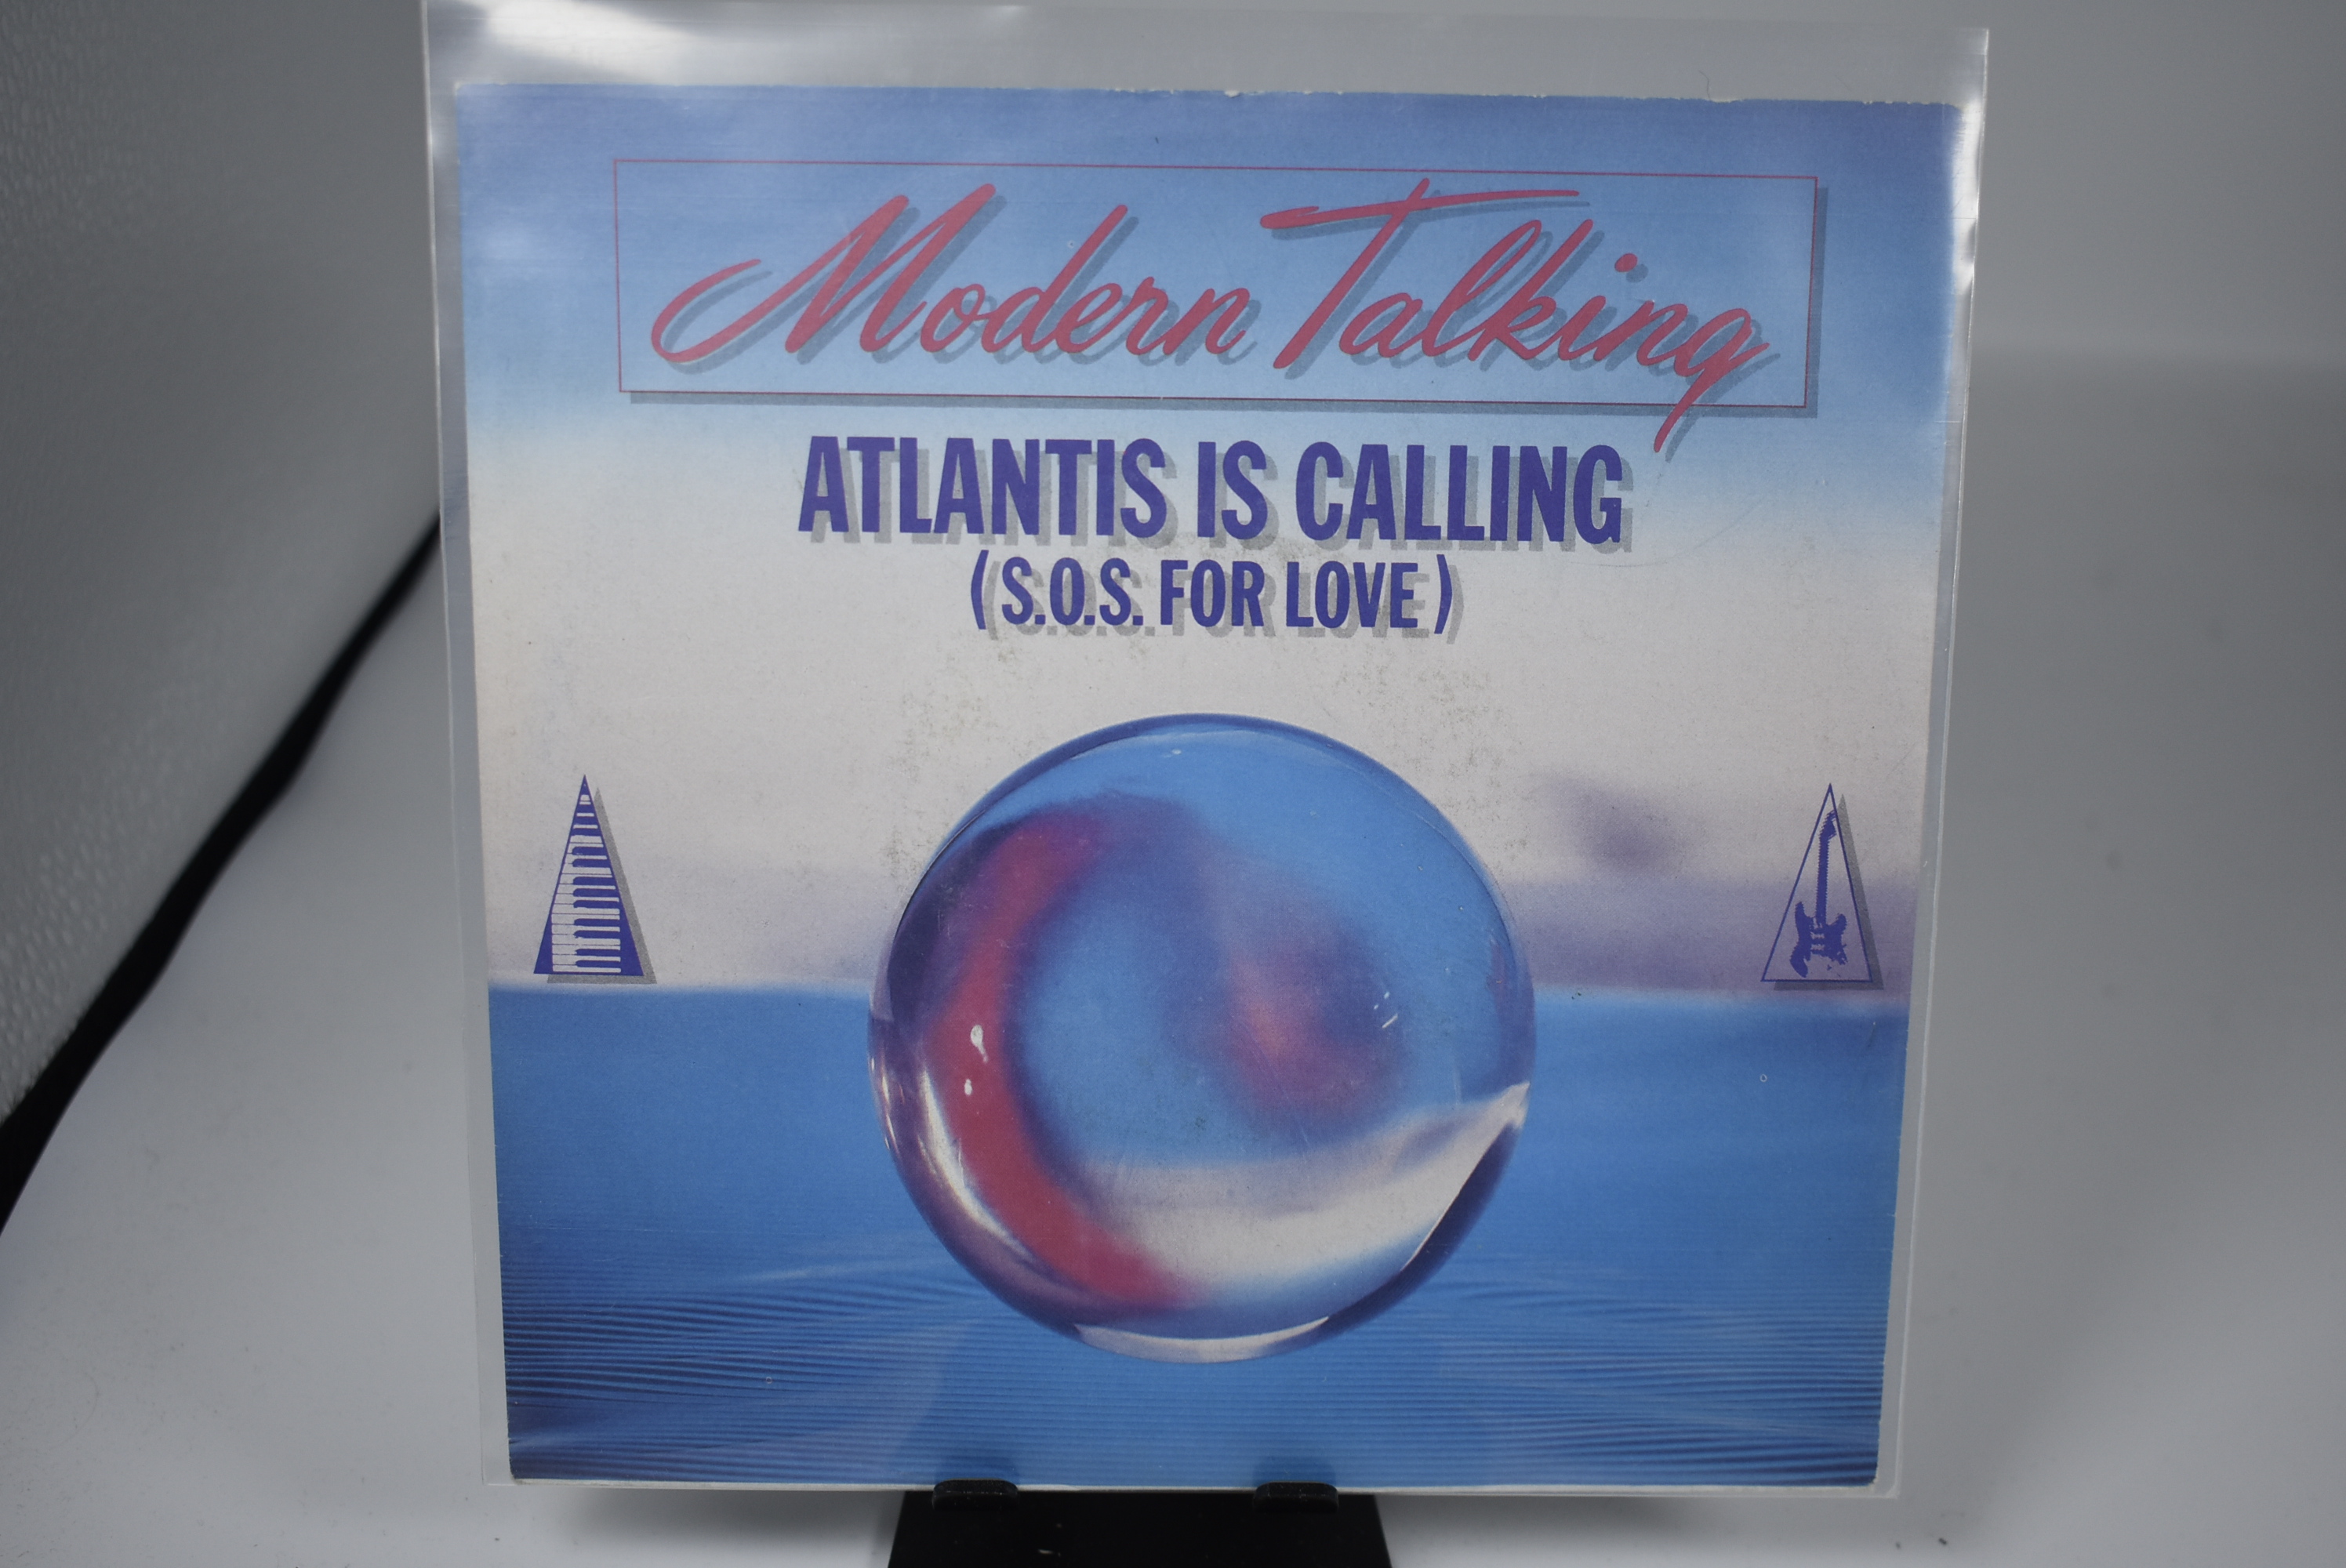 Modern Talking
ATLANTIS IS CALLING
(S.O.S. FOR LOVE)